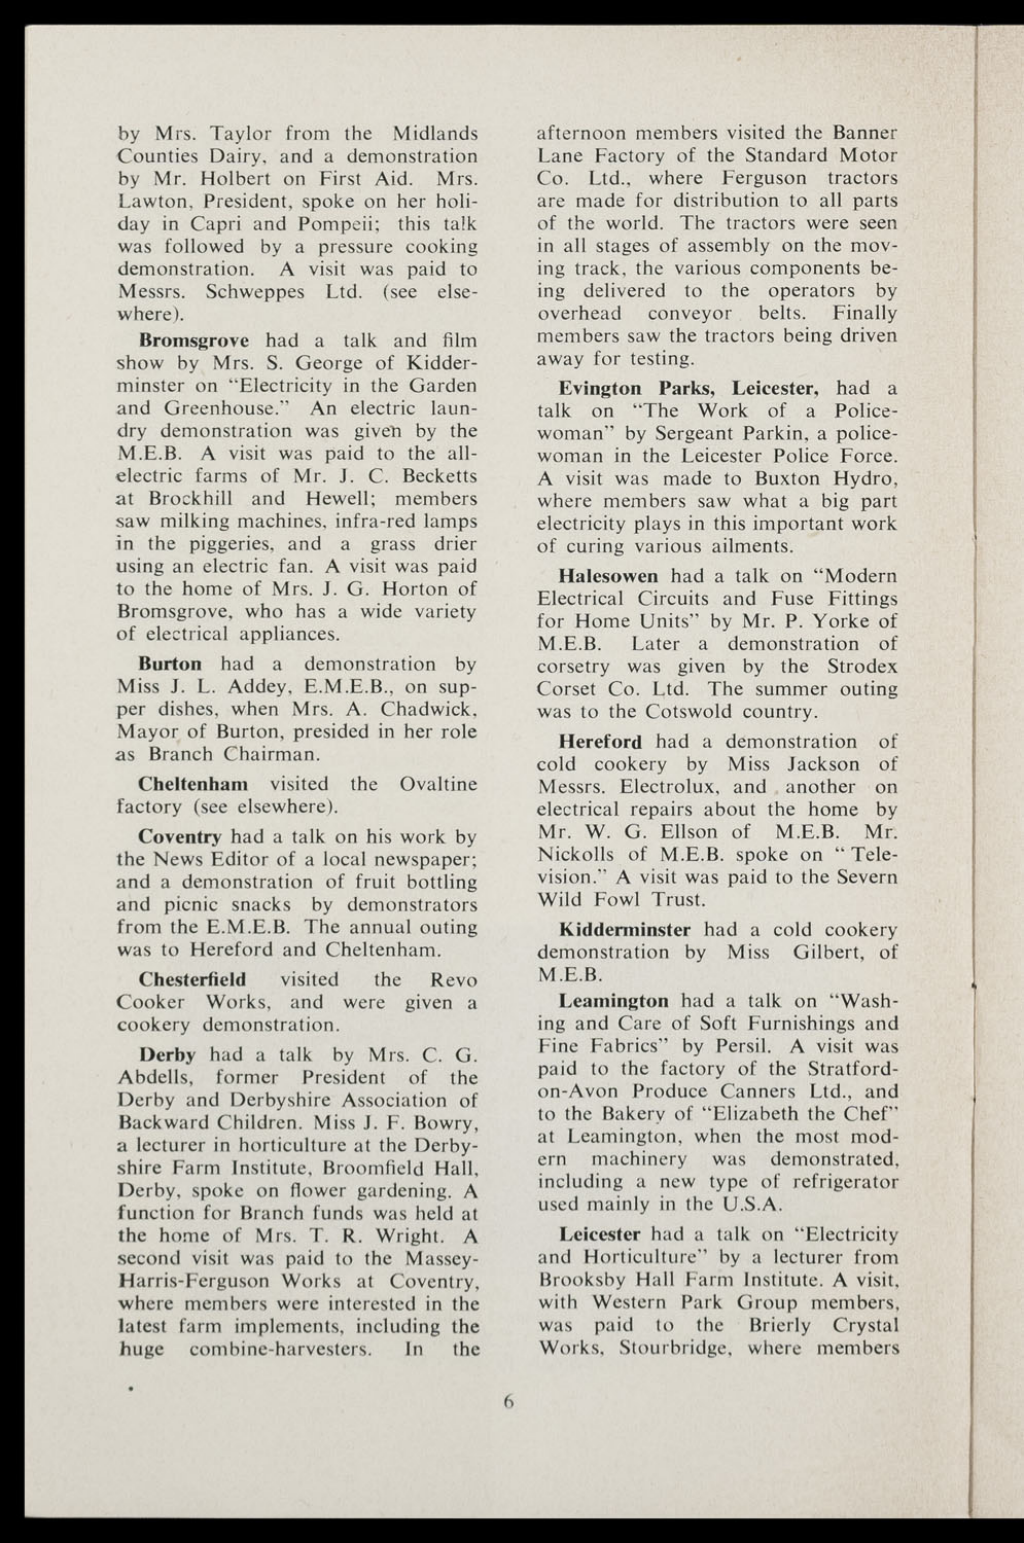 by Mrs. Taylor from the Midlands
Counties Dairy, and a demonstration
by Mr. Holbert on First Aid. Mrs.
Lawton, President, spoke on her holi-
day in Capri and Pompeii; this talk
was followed by a pressure cooking
demonstration. A visit was paid to
Messrs. Schweppes Ltd. (see else-
where).
Bromsgrove had a talk and film
show by Mrs. S. George of Kidder-
minster on "Electricity in the Garden
and Greenhouse." An electric laun-
dry demonstration was given by the
M.E.B. A visit was paid to the all-
electric farms of Mr. J. C. Becketts
at Brockhill and Hewell; members
saw milking machines, infra-red lamps
in the piggeries, and a grass drier
using an electric fan. A visit was paid
to the home of Mrs. J. G. Horton of
Bromsgrove, who has a wide variety
of electrical appliances.
Burton had a demonstration by
Miss J. L. Addey, E.M.E.B., on sup-
per dishes, when Mrs. A. Chadwick,
Mayor of Burton, presided in her role
as Branch Chairman.
Cheltenham visited the Ovaltine
factory (see elsewhere).
Coventry had a talk on his work by
the News Editor of a local newspaper;
and a demonstration of fruit bottling
and picnic snacks by demonstrators
from the E.M.E.B. The annual outing
was to Hereford and Cheltenham.
Chesterfield visited the Revo
Cooker Works, and were given a
cookery demonstration.
Derby had a talk by Mrs. C. G.
Abdells, former President of the
Derby and Derbyshire Association of
Backward Children. Miss J. F. Bowry,
a lecturer in horticulture at the Derby-
shire Farm Institute, Broomfield Hall,
Derby, spoke on flower gardening. A
function for Branch funds was held at
the home of Mrs. T. R. Wright. A
second visit was paid to the Massey-
Harris-Ferguson Works at Coventry,
where members were interested in the
latest farm implements, including the
huge combine-harvesters. In the
afternoon members visited the Banner
Lane Factory of the Standard Motor
Co. Ltd., where Ferguson tractors
are made for distribution to all parts
of the world. The tractors were seen
in all stages of assembly on the mov-
ing track, the various components be-
ing delivered to the operators by
overhead conveyor belts. Finally
members saw the tractors being driven
away for testing.
Evington Parks, Leicester, had a
talk on "The Work of a Police-
woman" by Sergeant Parkin, a police-
woman in the Leicester Police Force.
A visit was made to Buxton Hydro,
where members saw what a big part
electricity plays in this important work
of curing various ailments.
Halesowen had a talk on "Modern
Electrical Circuits and Fuse Fittings
for Home Units" by Mr. P. Yorke of
M.E.B. Later a demonstration of
corsetry was given by the Strodex
Corset Co. Ltd. The summer outing
was to the Cotswold country.
Hereford had a demonstration of
cold cookery by Miss Jackson of
Messrs. Electrolux, and another on
electrical repairs about the home by
Mr. W. G. Ellson of M.E.B. Mr.
Nickolls of M.E.B. spoke on "Tele-
vision." A visit was paid to the Severn
Wild Fowl Trust.
Kidderminster had a cold cookery
demonstration by Miss Gilbert, of
M.E.B.
Leamington had a talk on "Wash-
ing and Care of Soft Furnishings and
Fine Fabrics" by Persil. A visit was
paid to the factory of the Stratford-
on-Avon Produce Canners Ltd., and
to the Bakery of "Elizabeth the Chef"
at Leamington, when the most mod-
ern machinery was demonstrated,
including a new type of refrigerator
used mainly in the U.S.A.
Leicester had a talk on "Electricity
and Horticulture" by a lecturer from
Brooksby Hall Farm Institute. A visit,
with Western Park Group members,
was paid to the Brierly Crystal
Works, Stourbridge, where members
6